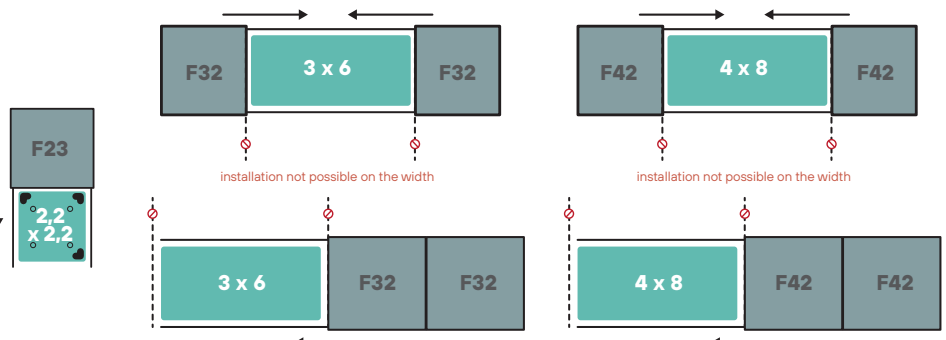 F32
3 x 6
F32
F42
4 x 8
F42
F23
2,2
x 2,2
installation not possible on the width
installation not possible on the width
3 x 6
F32
F32
4 x 8
F42
F42